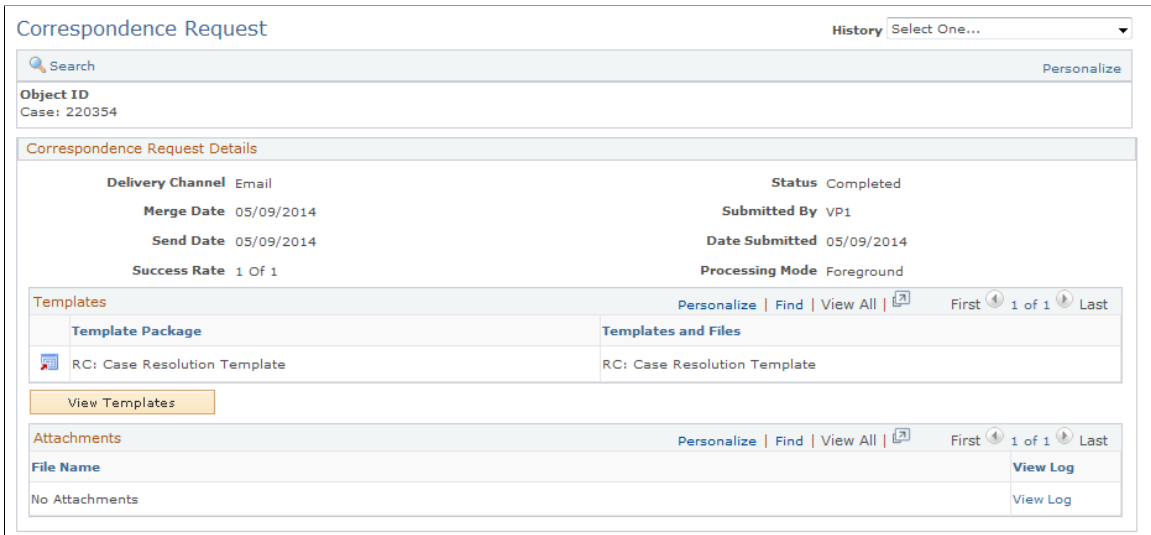 Correspondence Request
History Select One...
Search
Personalize
Object ID
Case: 220354
Correspondence Request Details
Delivery Channel Email Status Completed
Merge Date 05/09/2014 Submitted By VP1
Send Date 05/09/2014 Date Submitted 05/09/2014
Success Rate 1 Of 1 Processing Mode Foreground
Templates Personalize | Find | View All | First 1 of 1 Last
Template Package Templates and Files
RC: Case Resolution Template RC: Case Resolution Template
View Templates
Attachments Personalize | Find | View All | First 1 of 1 Last
File Name View Log
No Attachments View Log